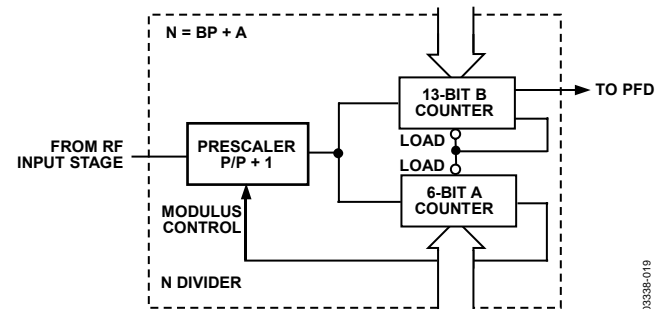 N = BP + A
13-BIT B
COUNTER
TO PFD
LOAD
FROM RF
INPUT STAGE
PRESCALER
P/P + 1
LOAD
6-BIT A
COUNTER
MODULUS
CONTROL
N DIVIDER
03338-019